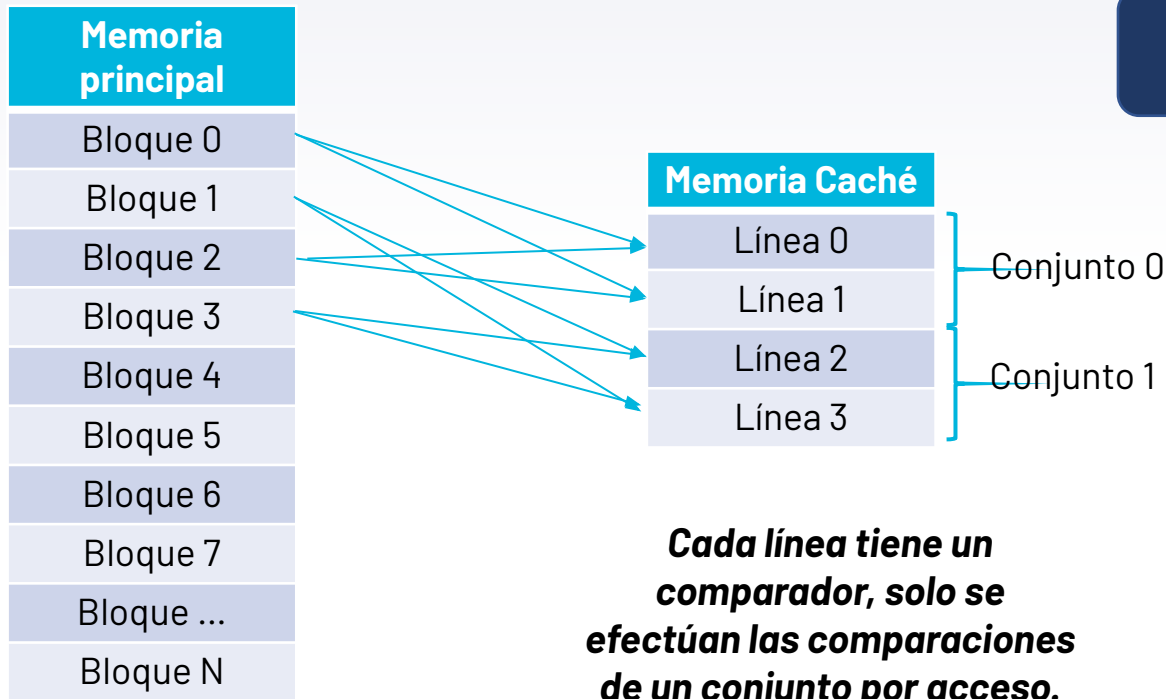 Memoria
principal
Bloque 0
Bloque 1
Bloque 2
Bloque 3
Bloque 4
Bloque 5
Bloque 6
Bloque 7
Bloque ...
Bloque N
Memoria Caché
Línea 0
Línea 1
Línea 2
Línea 3
Conjunto 0
Conjunto 1
Cada línea tiene un
comparador, solo se
efectúan las comparaciones
de un conjunto por acceso.